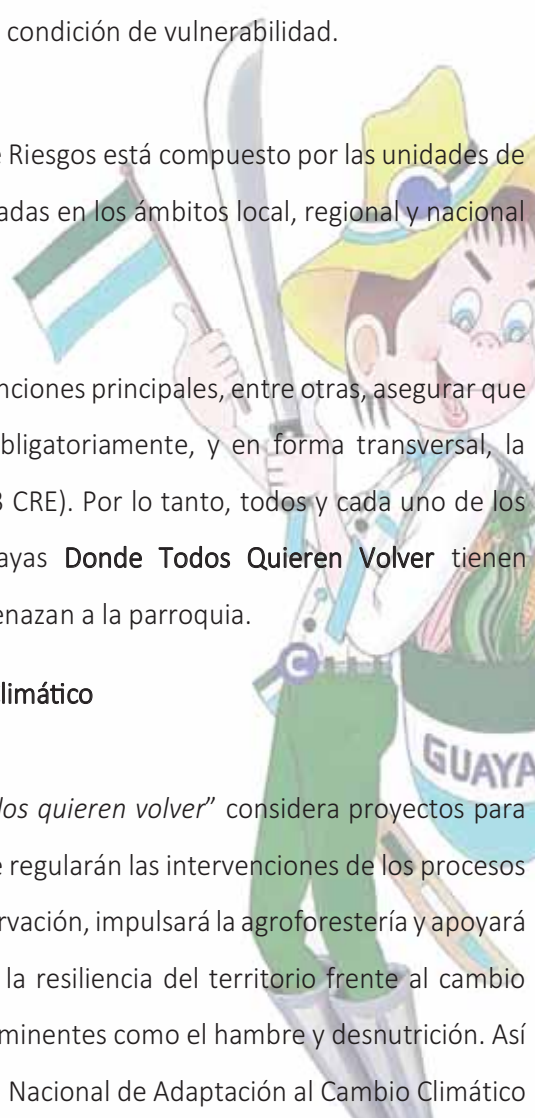 condición de vulnerabilidad.
Riesgos está compuesto por las unidades de
adas en los ámbitos local, regional y nacional
nciones principales, entre otras, asegurar que
bligatoriamente, y en forma transversal, la
CRE). Por lo tanto, todos y cada uno de los
ayas Donde Todos Quieren Volver tienen
enazan a la parroquia.
limático
C
GUAYA
los quieren volver” considera proyectos para
e regularán las intervenciones de los procesos
rvación, impulsará la agroforestería y apoyará
la resiliencia del territorio frente al cambio
minentes como el hambre y desnutrición. Así
Nacional de Adaptación al Cambio Climático